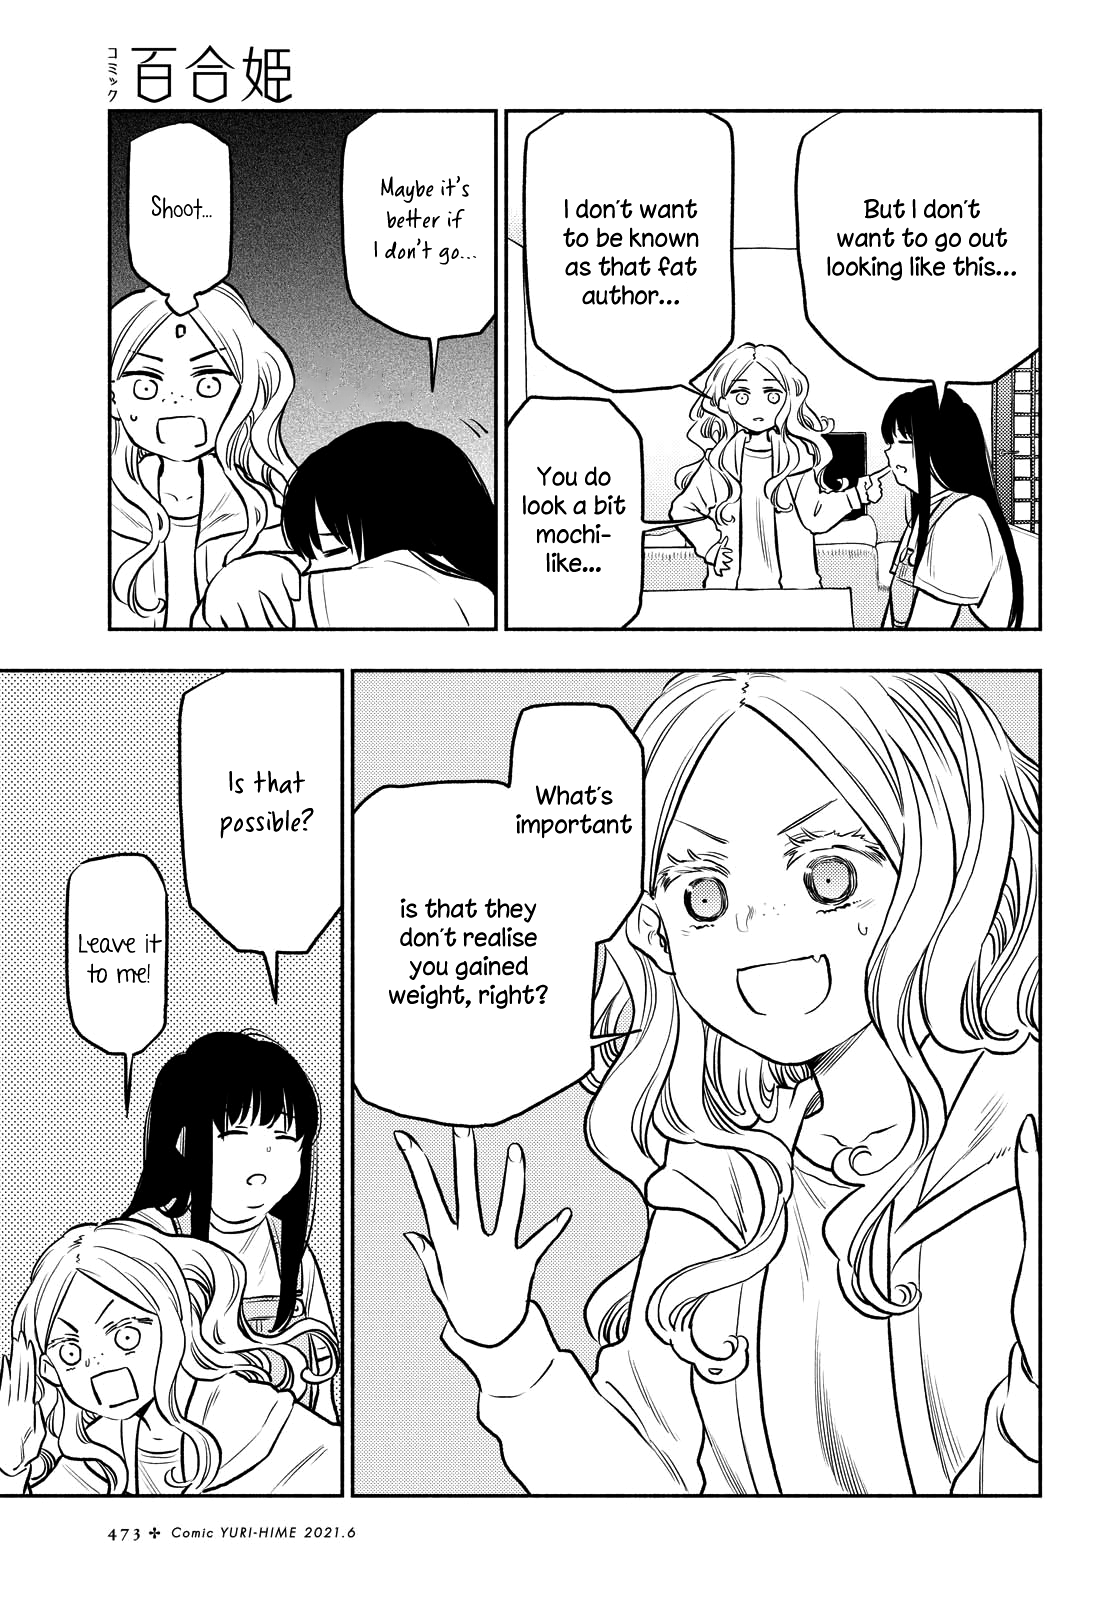 コミック
百合姫
But I don't
want to go out
looking like this...
I don't want
to be known
as that fat
author...
You do
look a bit
mochi-
like...
Maybe it's
better if
I don't go...
Shoot...
What's
important
is that they
don't realise
you gained
weight, right?
Is that
possible?
Leave it
to me!
473 ✢ Comic YURI-HIME 2021.6